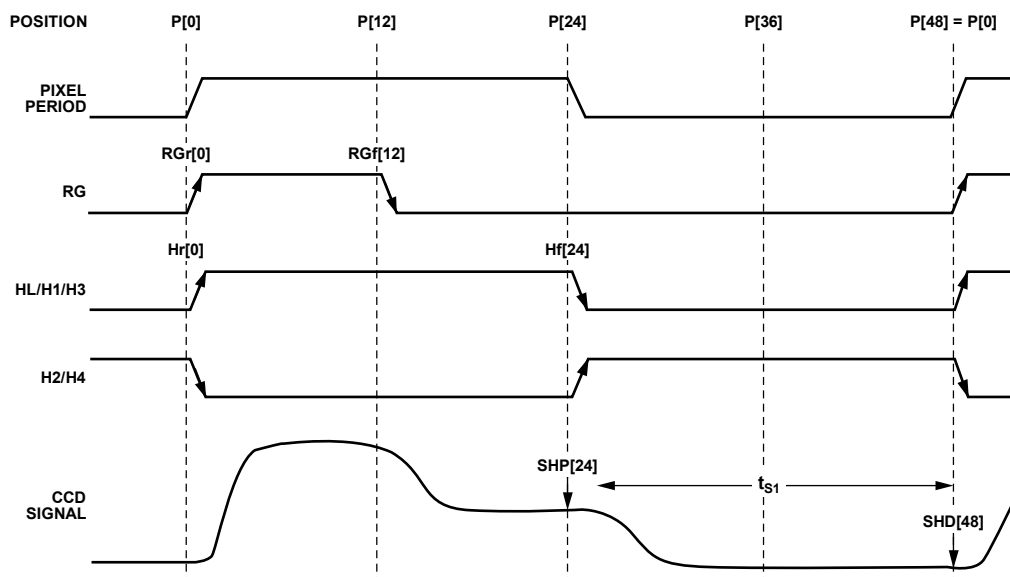 POSITION P[0] P[12] P[24] P[36] P[48] = P[0]
PIXEL
PERIOD
RGr[0] RGf[12]
RG
Hr[0] Hf[24]
HL/H1/H3
H2/H4
SHP[24]
tS1
CCD
SIGNAL
SHD[48]